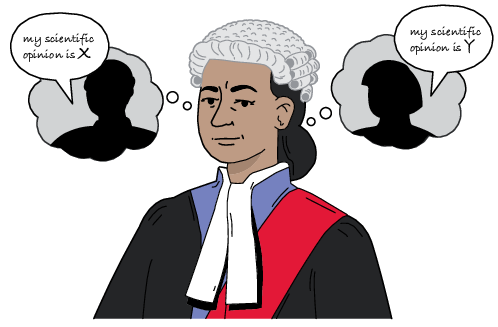 my scientific
opinion is X
my scientific
opinion is Y